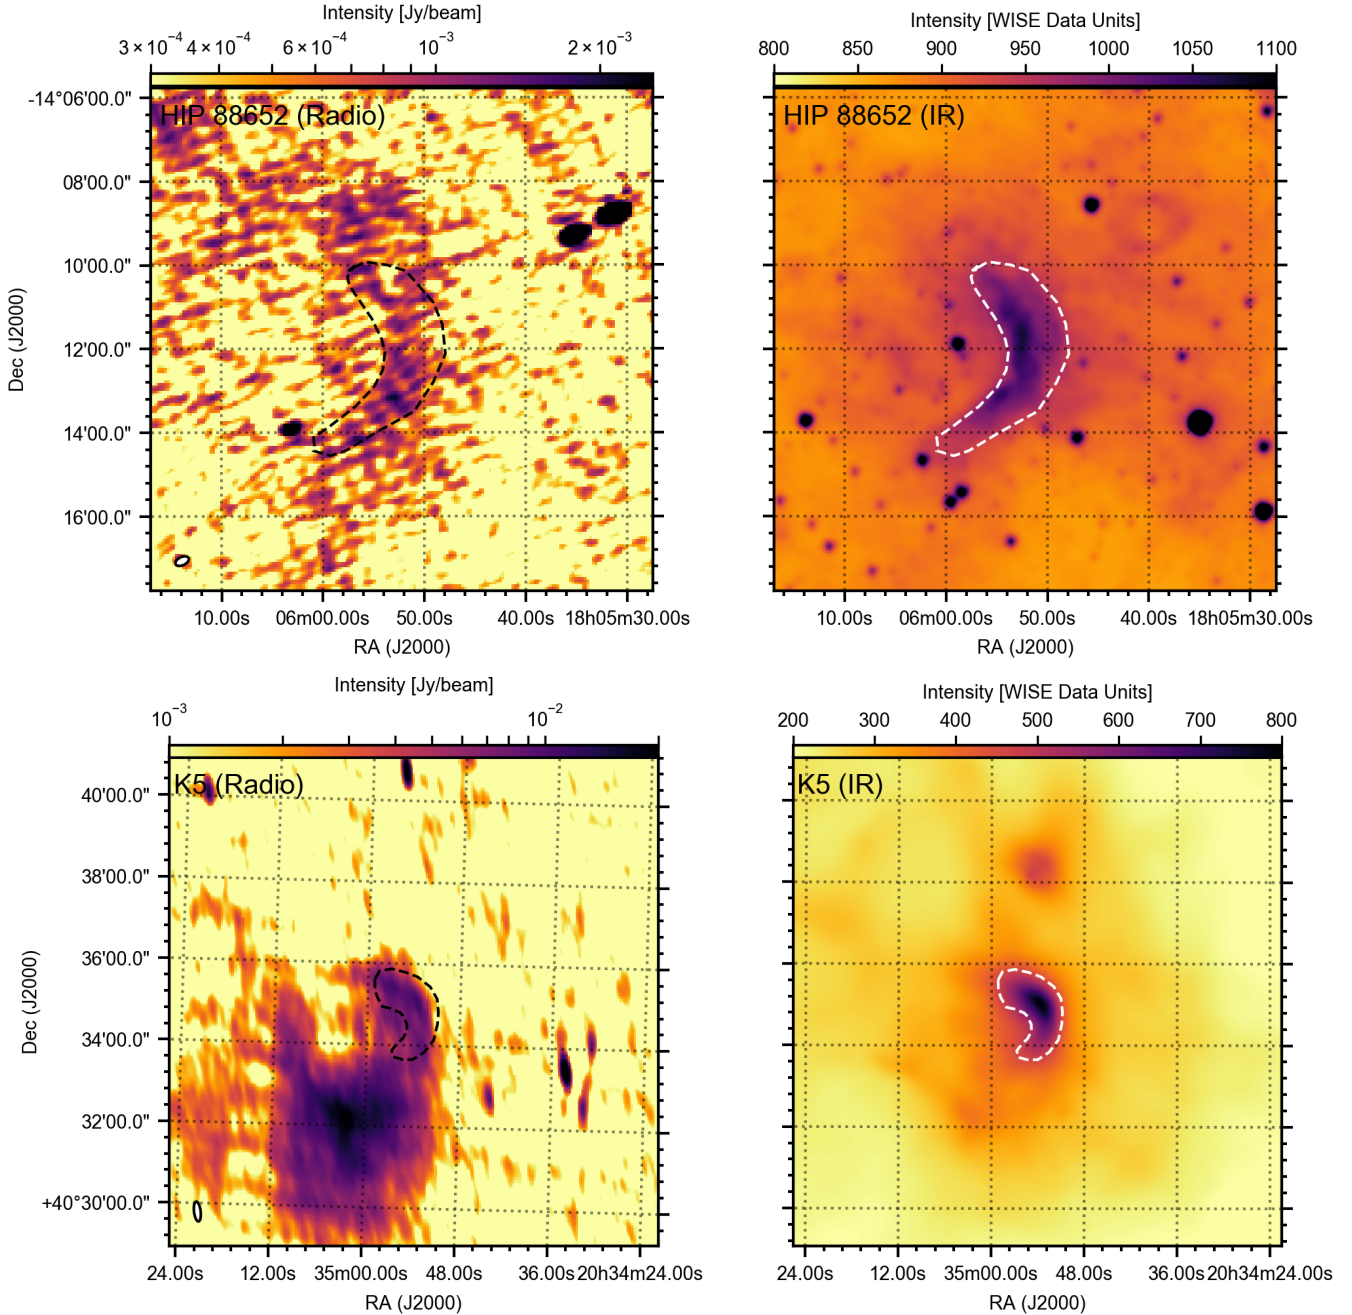 Intensity [Jy/beam]
3 × 10⁻⁴ 4 × 10⁻⁴ 6 × 10⁻⁴ 10⁻³ 2 × 10⁻³
HIP 88652 (Radio)
-14°06'00.0"
08'00.0"
10'00.0"
12'00.0"
14'00.0"
16'00.0"
Dec (J2000)
10.00s 06m00.00s 50.00s 40.00s 18h05m30.00s
RA (J2000)
Intensity [WISE Data Units]
800 850 900 950 1000 1050 1100
HIP 88652 (IR)
10.00s 06m00.00s 50.00s 40.00s 18h05m30.00s
RA (J2000)
Intensity [Jy/beam]
10⁻³ 10⁻²
K5 (Radio)
40'00.0"
38'00.0"
36'00.0"
34'00.0"
32'00.0"
+40°30'00.0"
Dec (J2000)
24.00s 12.00s 35m00.00s 48.00s 36.00s 20h34m24.00s
RA (J2000)
Intensity [WISE Data Units]
200 300 400 500 600 700 800
K5 (IR)
24.00s 12.00s 35m00.00s 48.00s 36.00s 20h34m24.00s
RA (J2000)